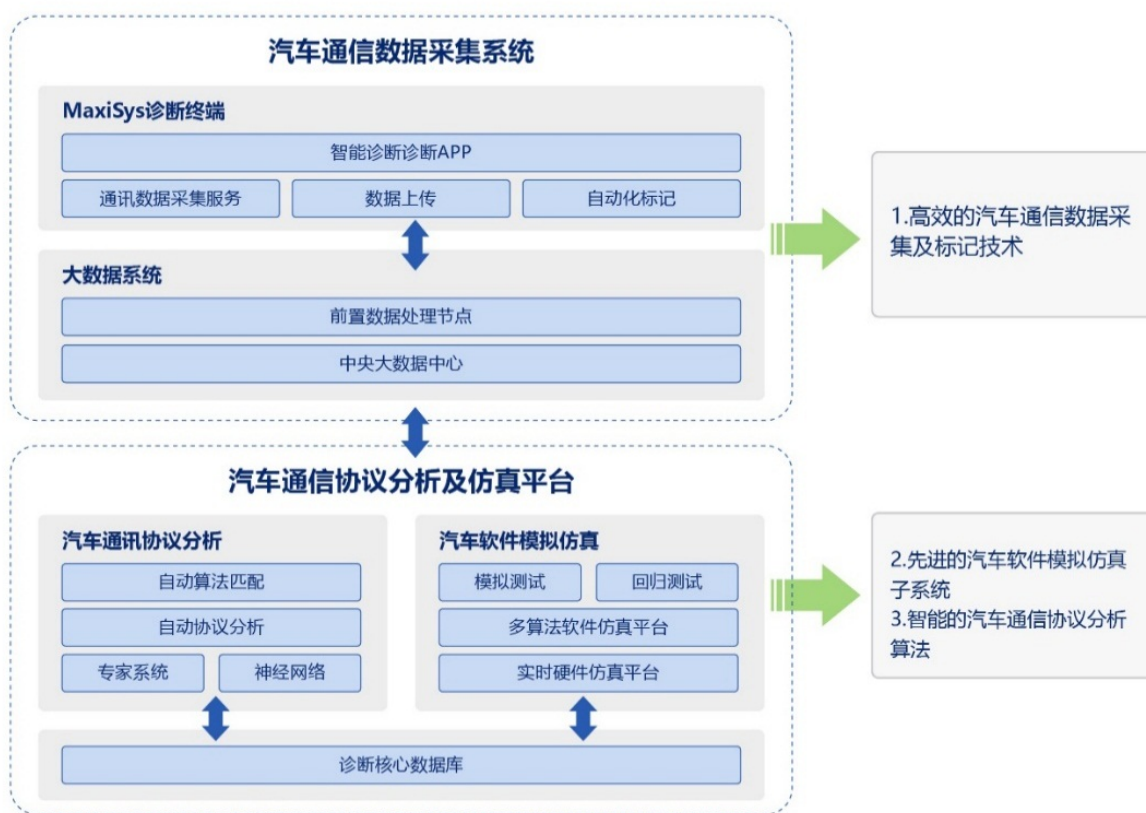 汽车通信数据采集系统
MaxiSys诊断终端
智能诊断诊断APP
通讯数据采集服务
数据上传
自动化标记
大数据系统
前置数据处理节点
中央大数据中心
1.高效的汽车通信数据采
集及标记技术
汽车通信协议分析及仿真平台
汽车通讯协议分析
自动算法匹配
自动协议分析
专家系统
神经网络
汽车软件模拟仿真
模拟测试
回归测试
多算法软件仿真平台
实时硬件仿真平台
诊断核心数据库
2.先进的汽车软件模拟仿真
子系统
3.智能的汽车通信协议分析
算法